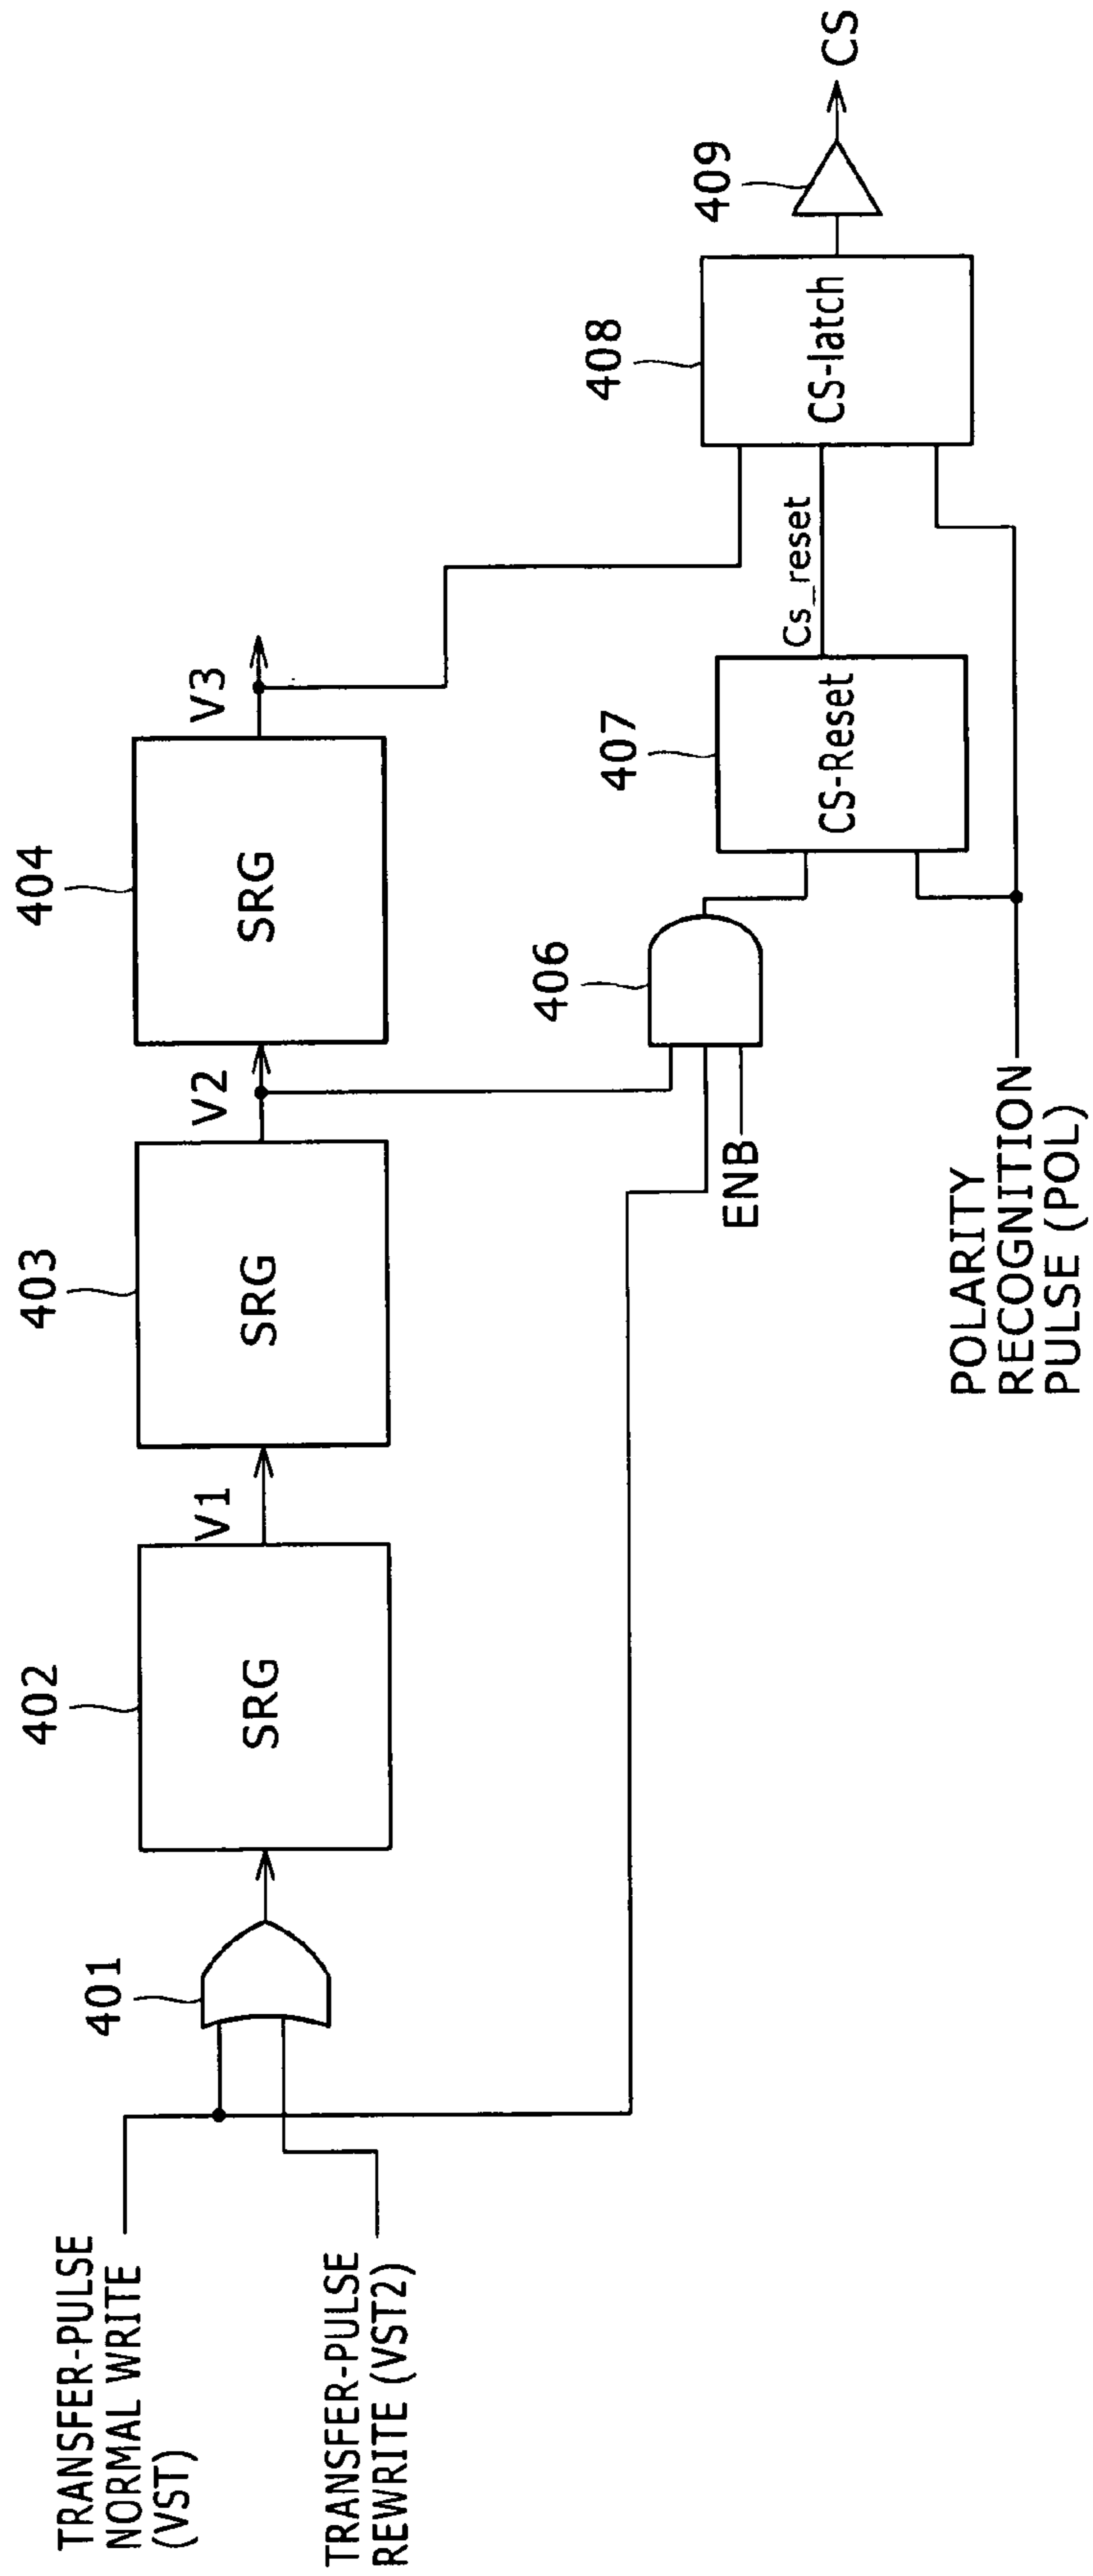 TRANSFER-PULSE
NORMAL WRITE
(VST)
TRANSFER-PULSE
REWRITE (VST2)
401
402
SRG
V1
403
SRG
V2
404
SRG
V3
406
ENB
407
CS-Reset
Cs_reset
408
CS-latch
409
CS
POLARITY
RECOGNITION
PULSE (POL)